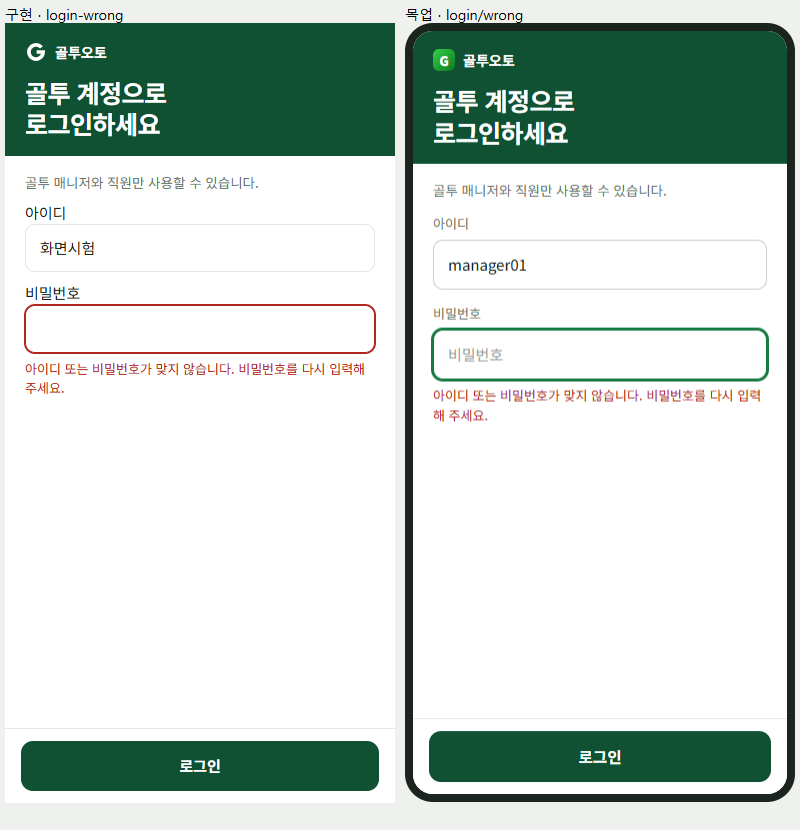 구현 · login-wrong
G 골투오토
골투 계정으로
로그인하세요
골투 매니저와 직원만 사용할 수 있습니다.
아이디
화면시험
비밀번호
아이디 또는 비밀번호가 맞지 않습니다. 비밀번호를 다시 입력해
주세요.
로그인
목업 · login/wrong
G 골투오토
골투 계정으로
로그인하세요
골투 매니저와 직원만 사용할 수 있습니다.
아이디
manager01
비밀번호
비밀번호
아이디 또는 비밀번호가 맞지 않습니다. 비밀번호를 다시 입력
해 주세요.
로그인